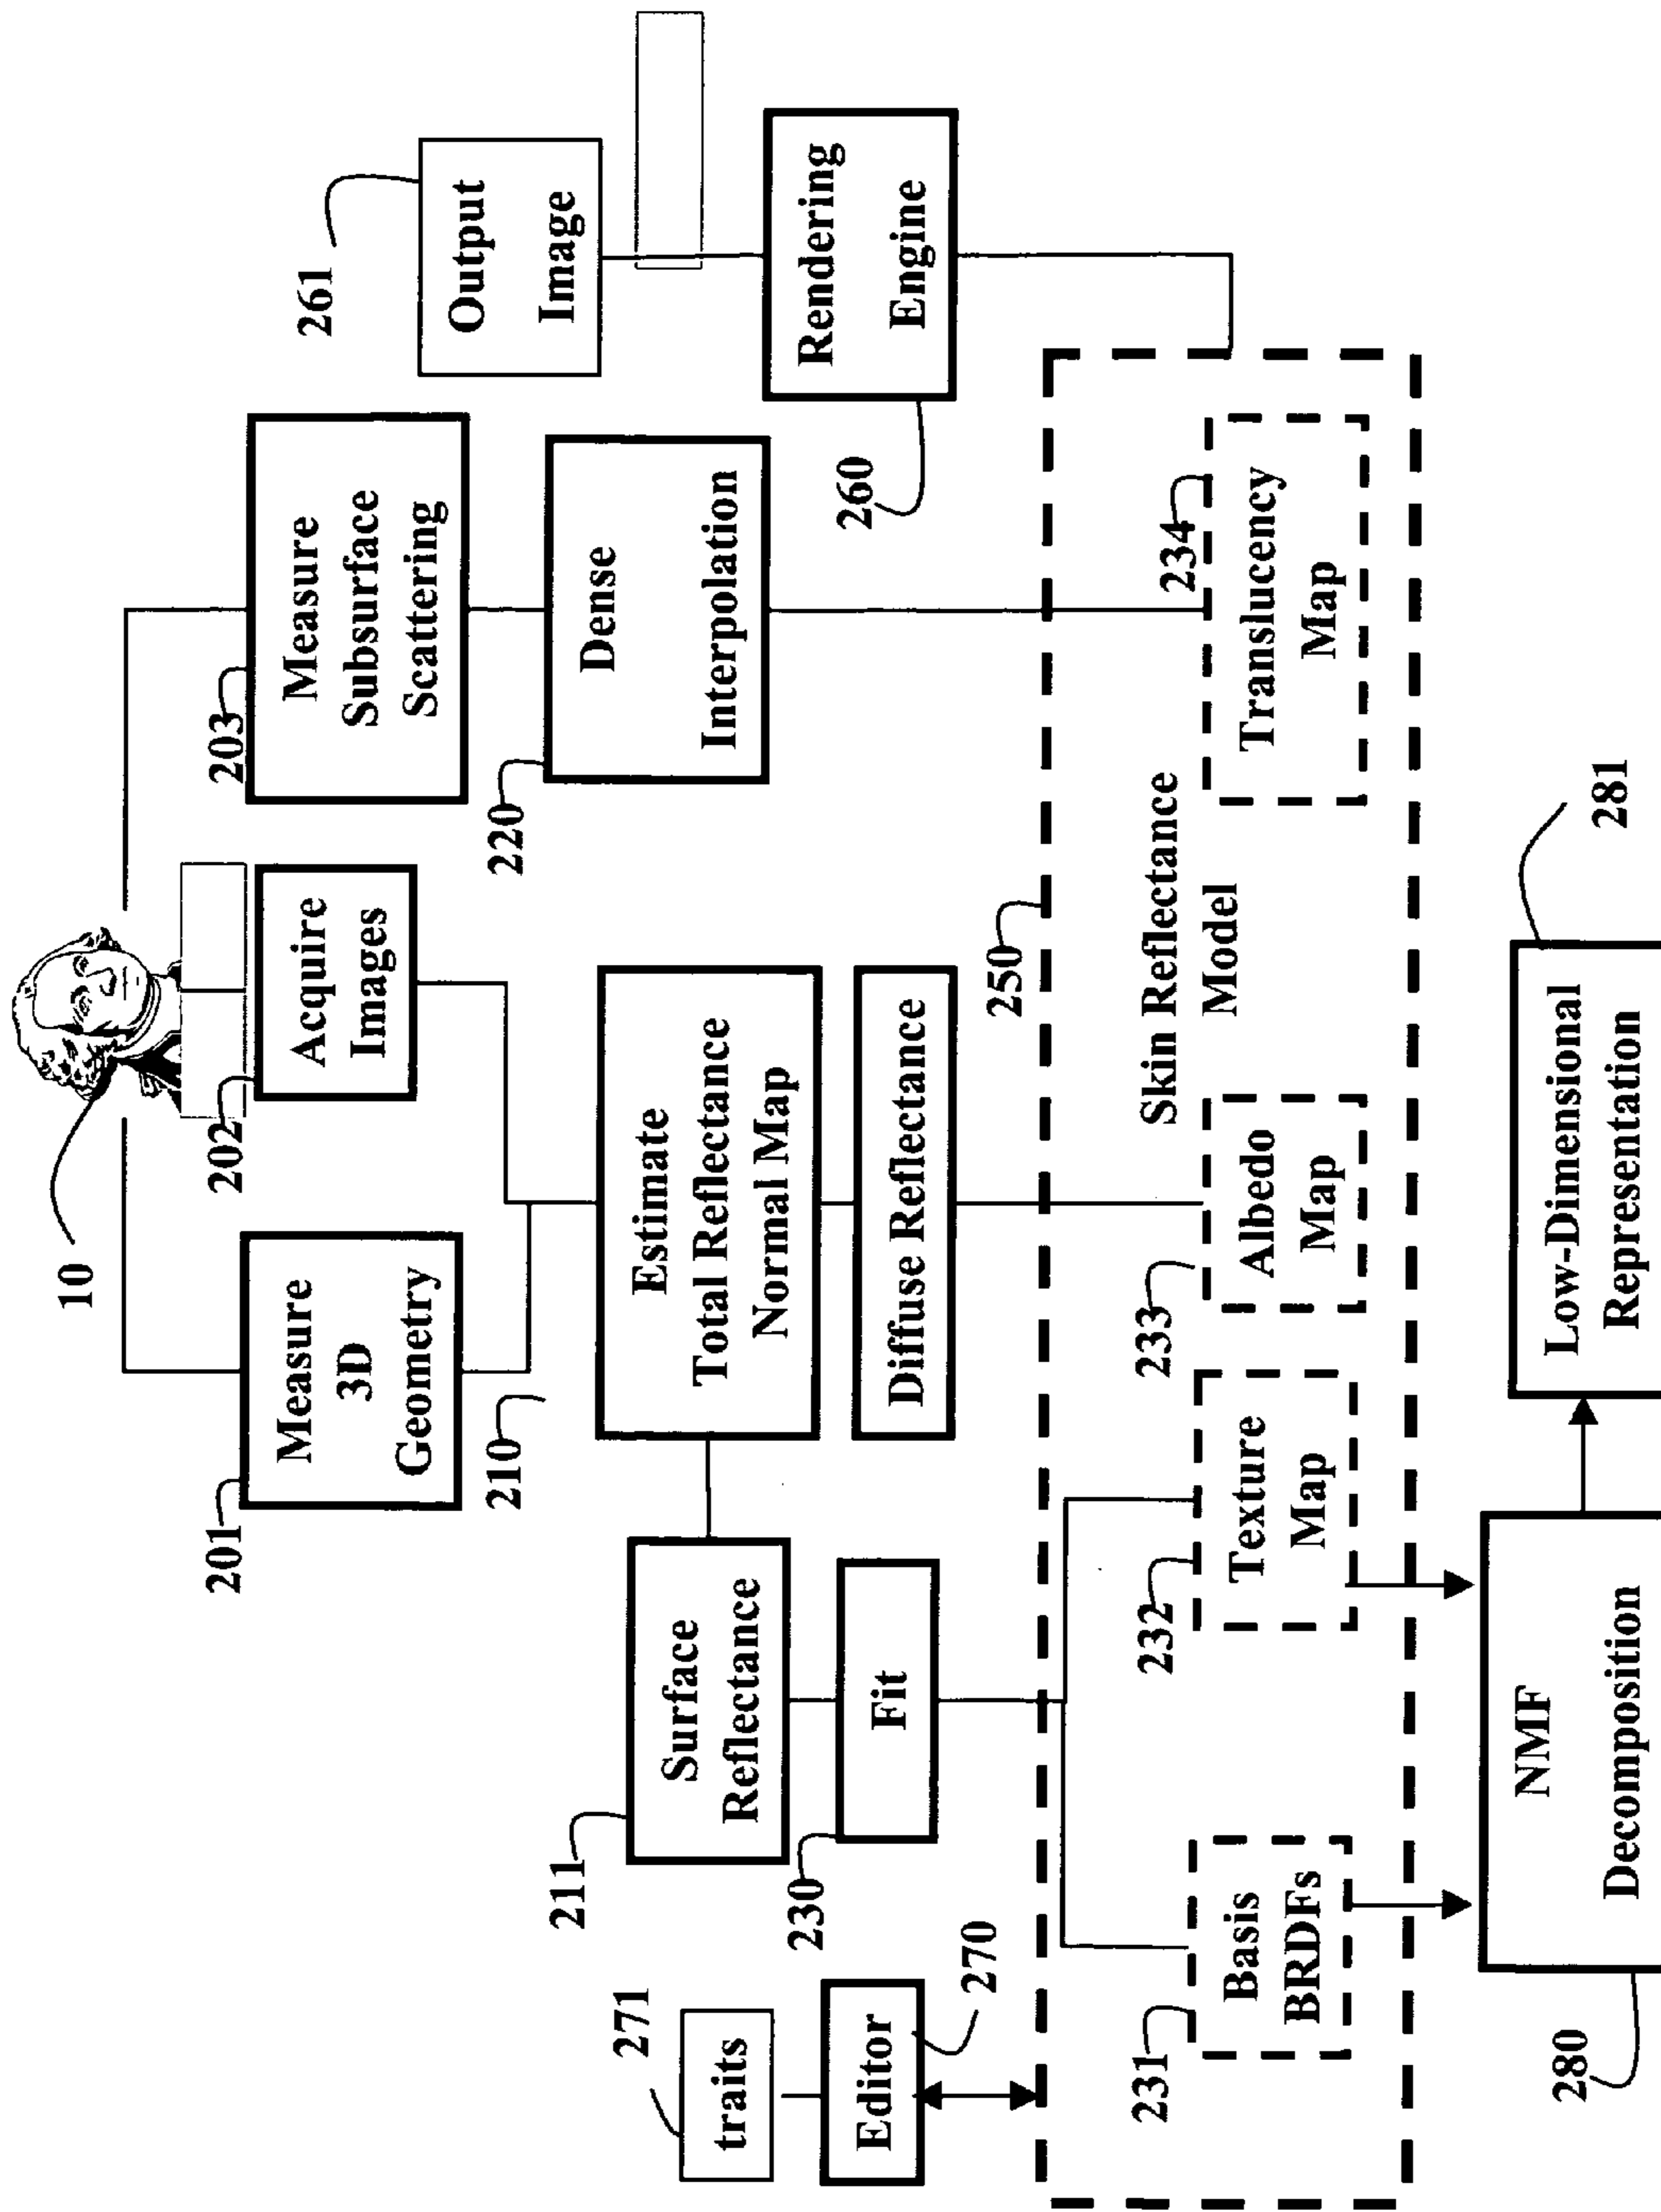 10
201
Measure
3D
Geometry
202
Acquire
Images
203
Measure
Subsurface
Scattering
261
Output
Image
210
Estimate
Total Reflectance
Normal Map
Diffuse Reflectance
220
Dense
Interpolation
260
Rendering
Engine
211
Surface
Reflectance
230
Fit
271
traits
Editor
270
250
Skin Reflectance
Model
231
Basis
BRDFs
232
Texture
Map
233
Albedo
Map
234
Translucency
Map
280
NMF
Decomposition
281
Low-Dimensional
Representation